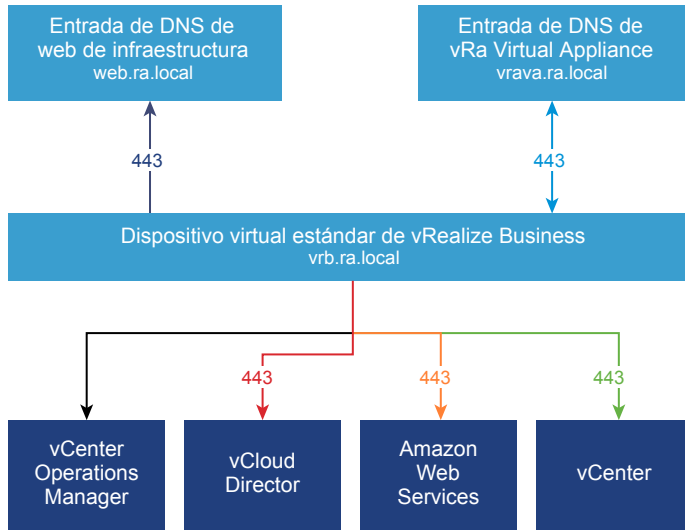 Entrada de DNS de
web de infraestructura
web.ra.local
Entrada de DNS de
vRa Virtual Appliance
vrava.ra.local
443
443
Dispositivo virtual estándar de vRealize Business
vrb.ra.local
443
443
443
vCenter
Operations
Manager
vCloud
Director
Amazon
Web
Services
vCenter